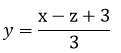 y = (x − z + 3) / 3